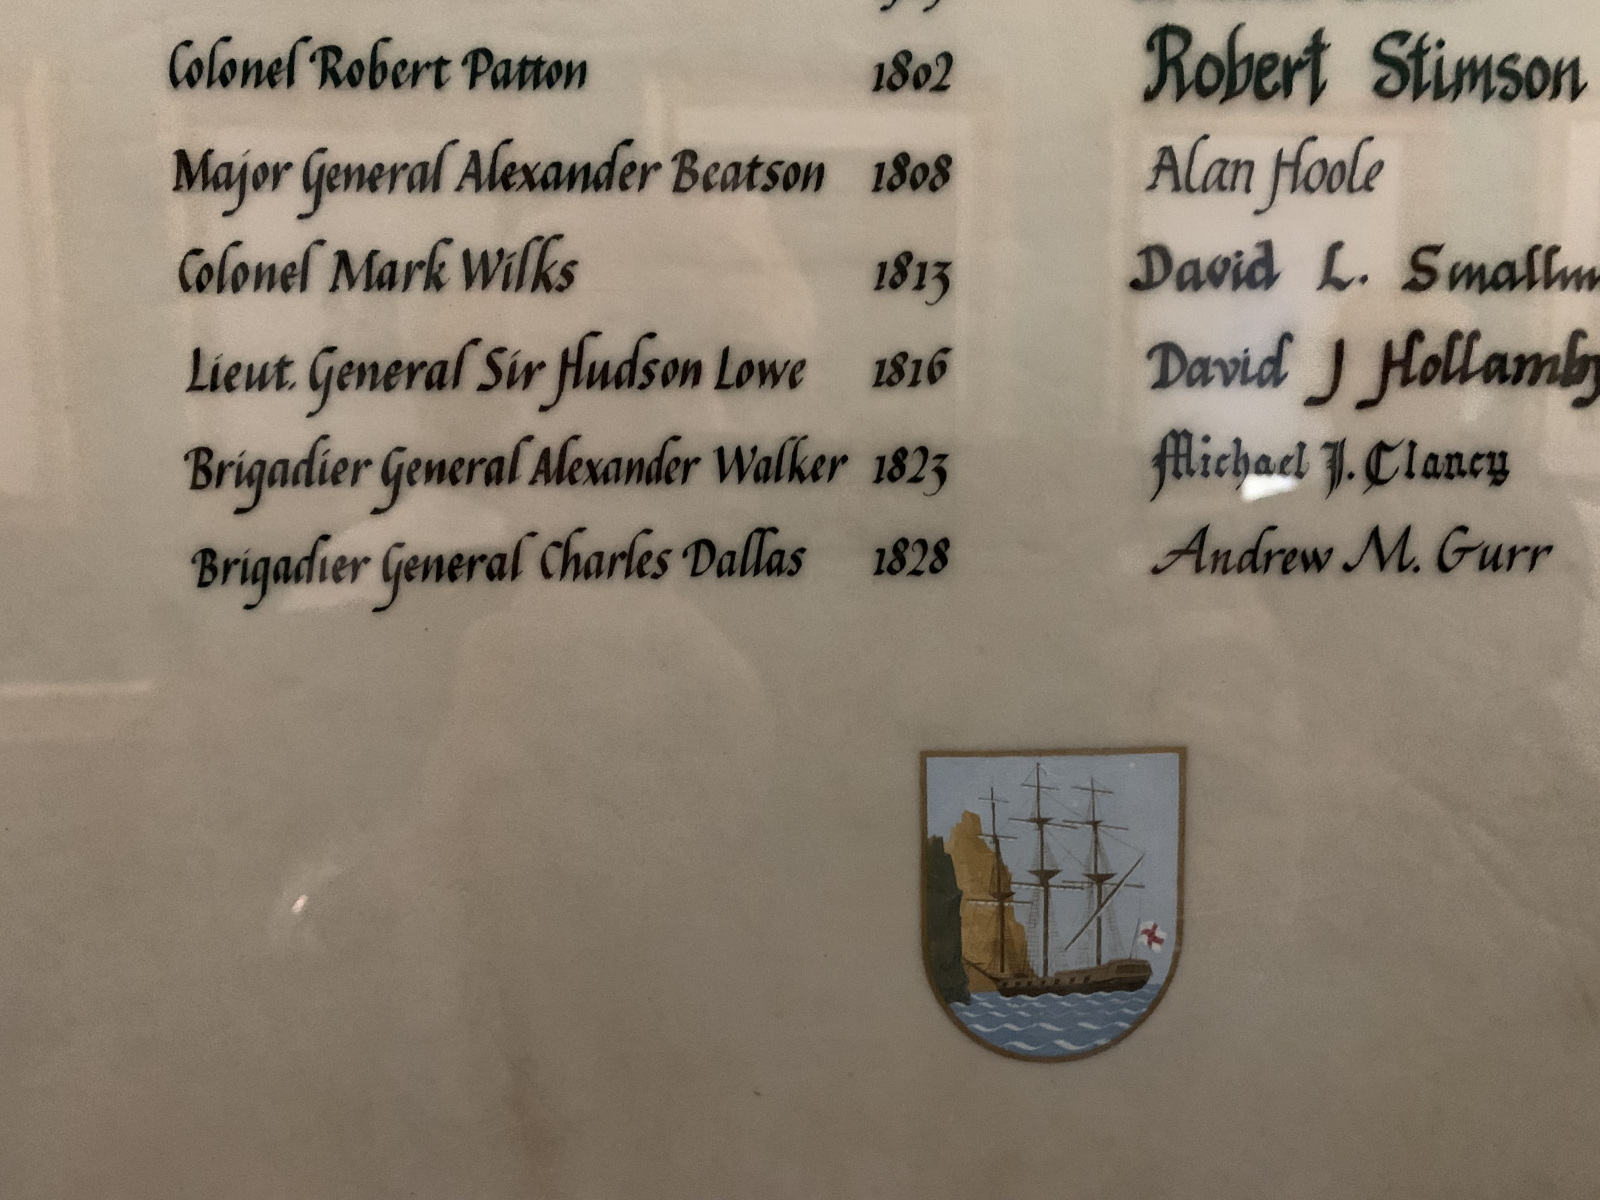 Colonel Robert Patton 1802
Major General Alexander Beatson 1808
Colonel Mark Wilks 1813
Lieut. General Sir Hudson Lowe 1816
Brigadier General Alexander Walker 1823
Brigadier General Charles Dallas 1828
Robert Stimson
Alan Hoole
David L.
David J Hollamby
Michael J. Clancy
Andrew M. Gurr